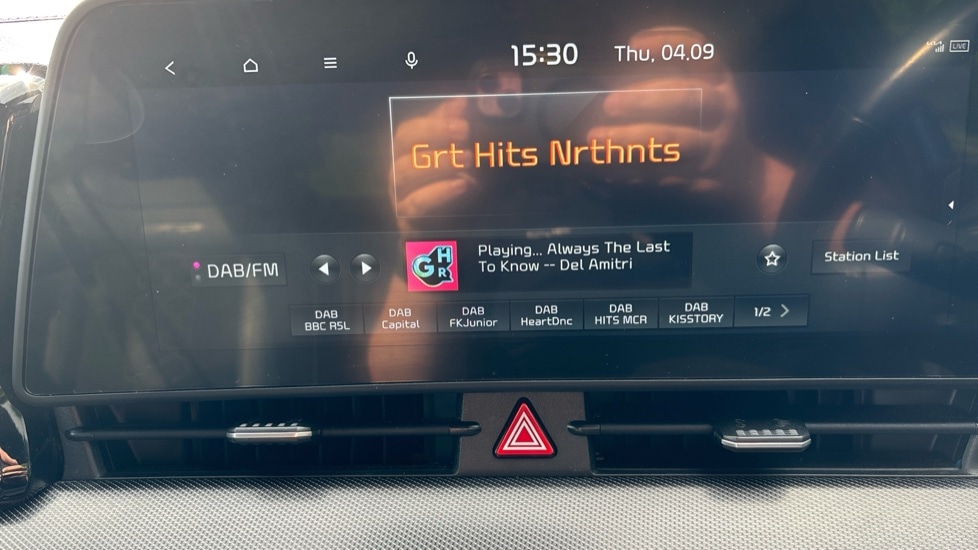 15:30 Thu, 04.09
LIVE
Grt Hits Nrthnts
DAB/FM
GHR
Playing... Always The Last
To Know -- Del Amitri
Station List
DAB
BBC R5L
DAB
Capital
DAB
FKJunior
DAB
HeartDnc
DAB
HITS MCR
DAB
KISSTORY
1/2